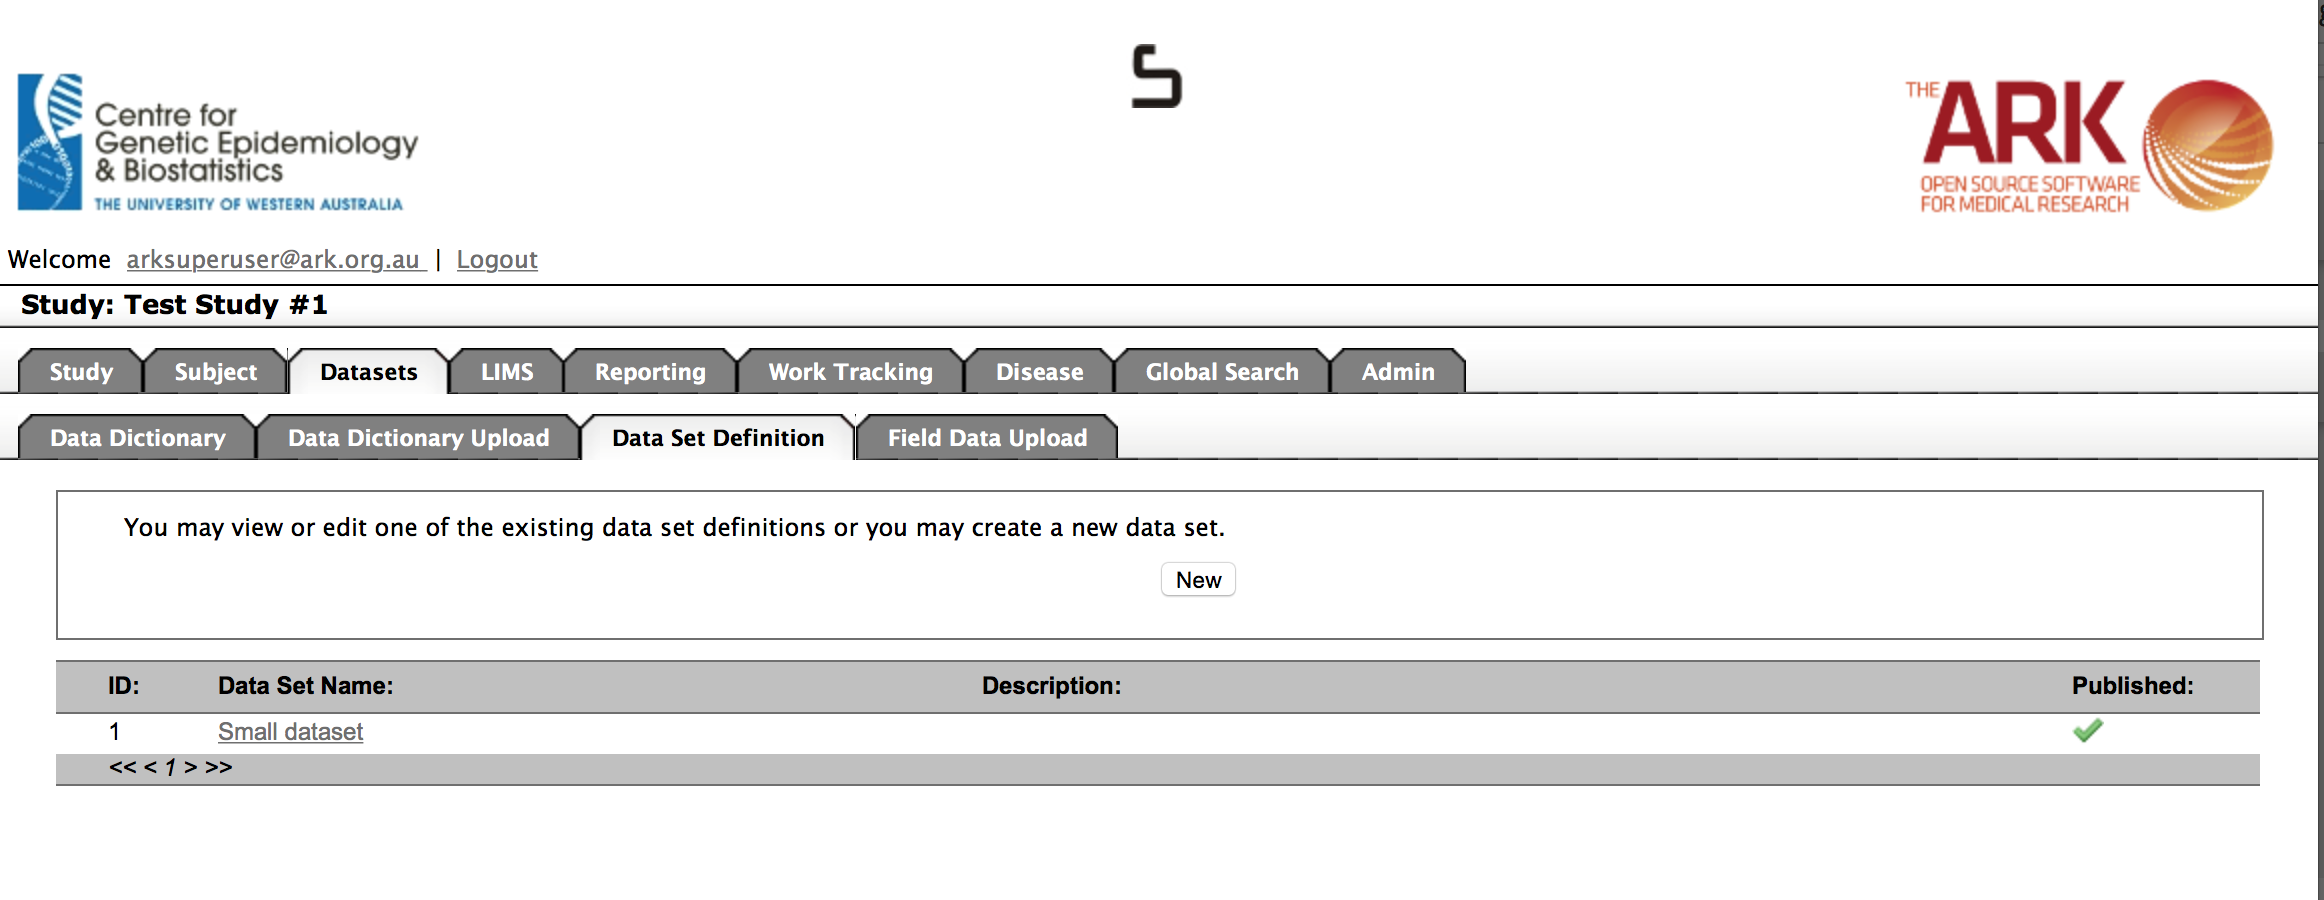 S
Centre for
Genetic Epidemiology
& Biostatistics
THE UNIVERSITY OF WESTERN AUSTRALIA
THE ARK
OPEN SOURCE SOFTWARE
FOR MEDICAL RESEARCH
Welcome arksuperuser@ark.org.au | Logout
Study: Test Study #1
Study Subject Datasets LIMS Reporting Work Tracking Disease Global Search Admin
Data Dictionary Data Dictionary Upload Data Set Definition Field Data Upload
You may view or edit one of the existing data set definitions or you may create a new data set.
New
ID: Data Set Name: Description: Published:
1 Small dataset
<< < 1 > >>